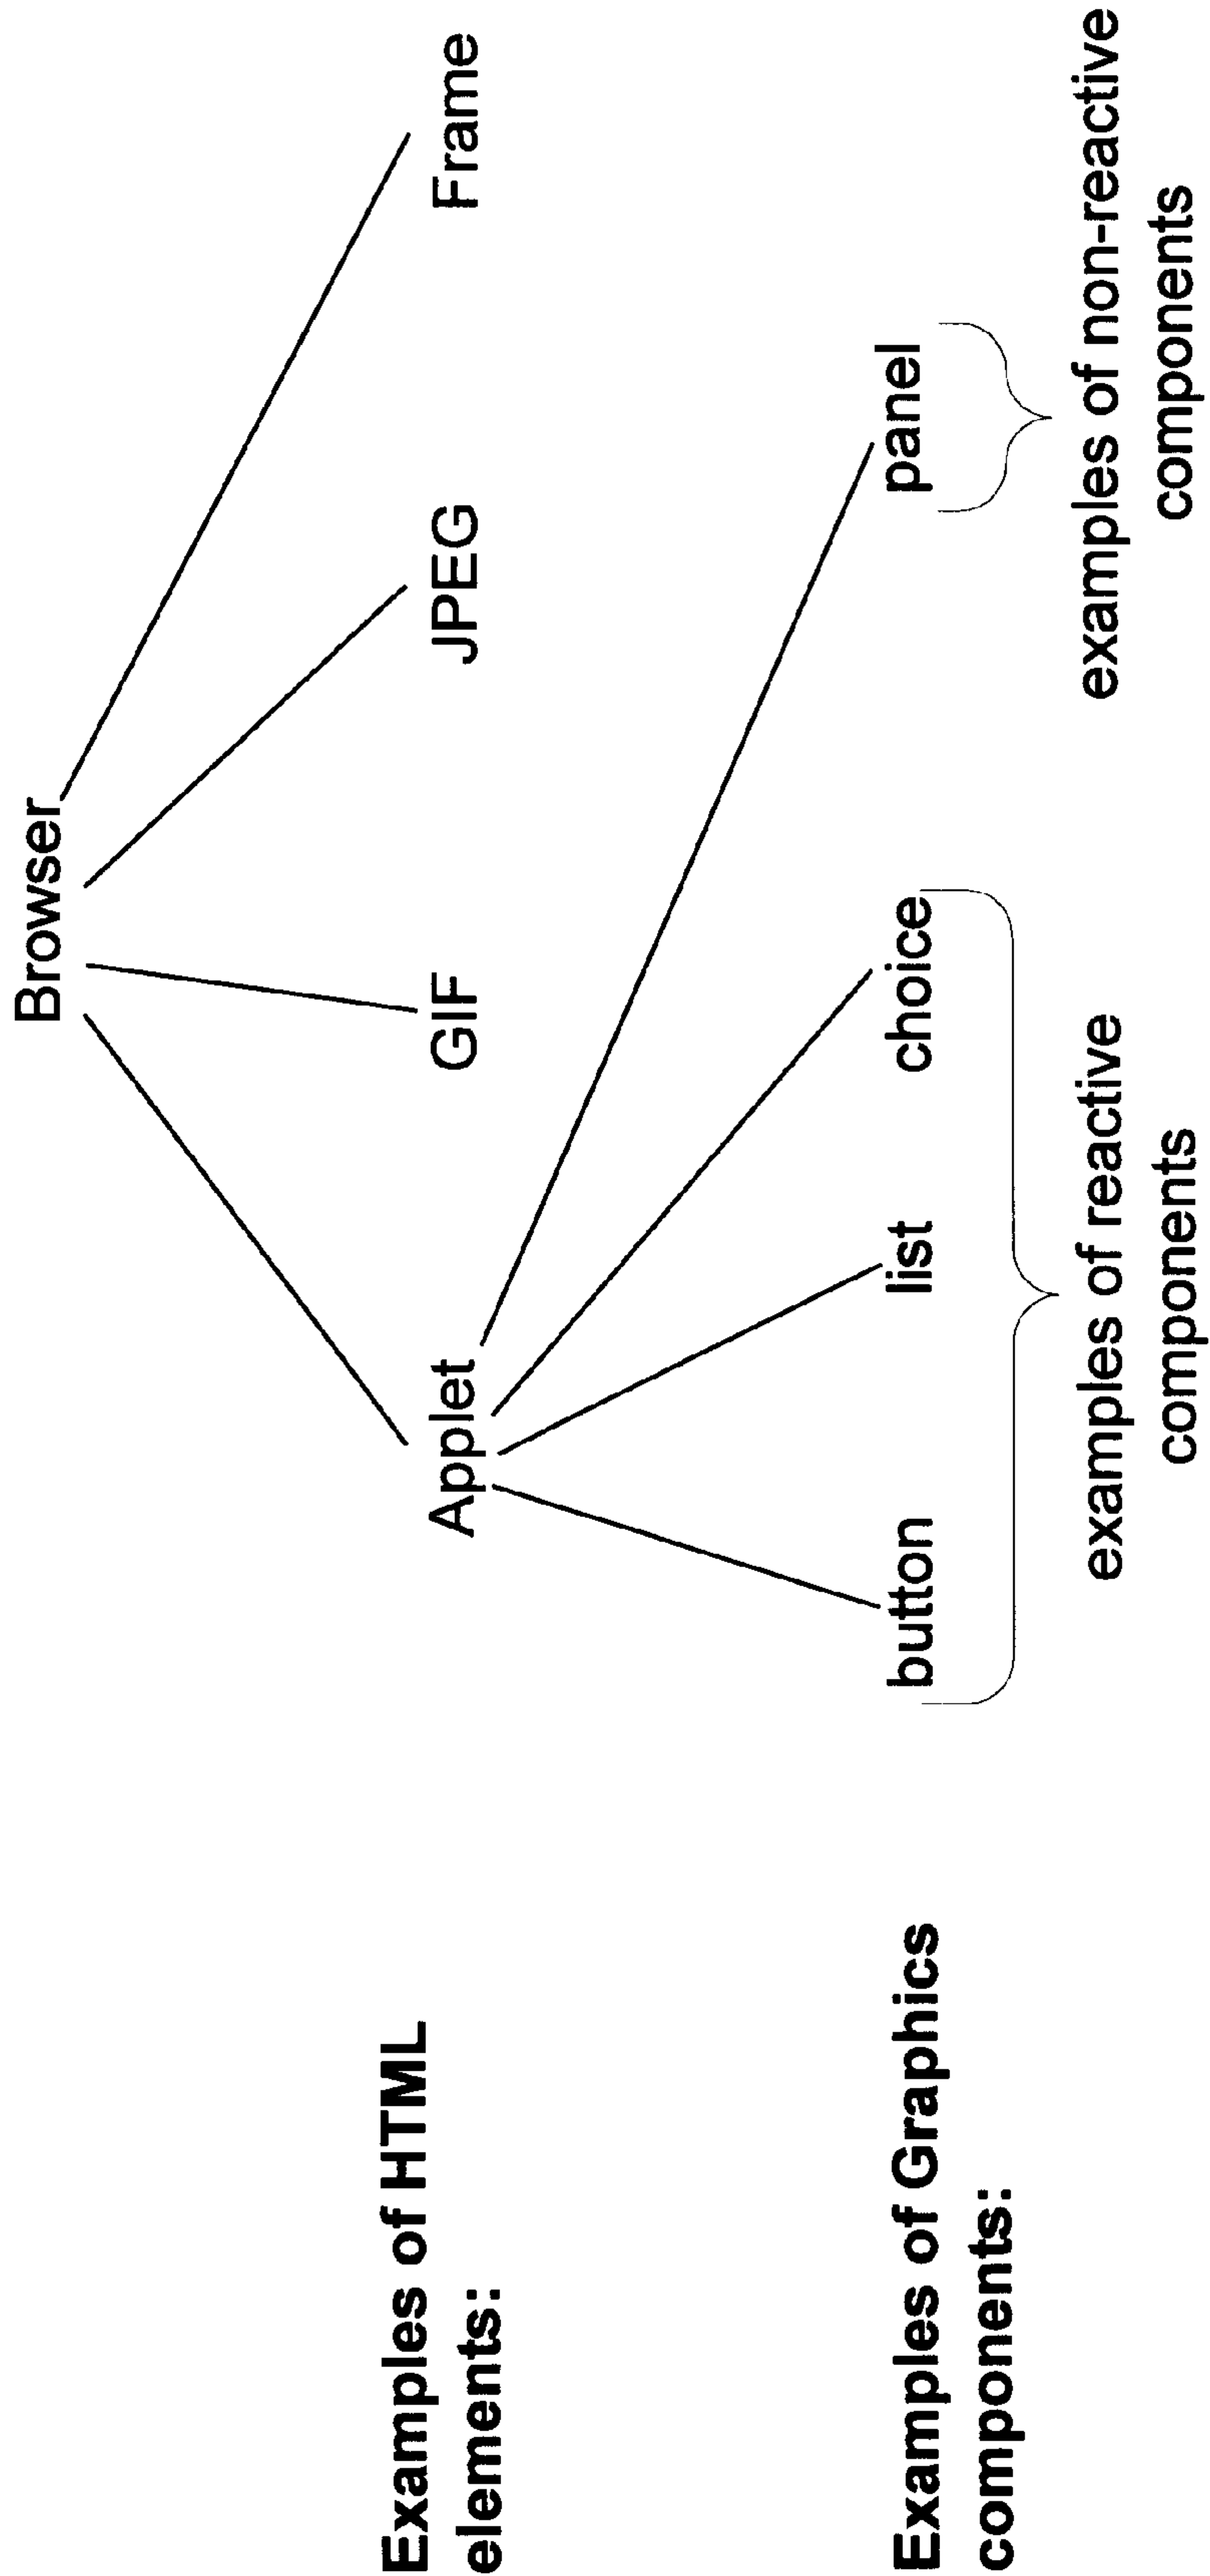 Browser
Examples of HTML
elements:
Applet
GIF
JPEG
Frame
Examples of Graphics
components:
button
list
choice
panel
examples of reactive
components
examples of non-reactive
components